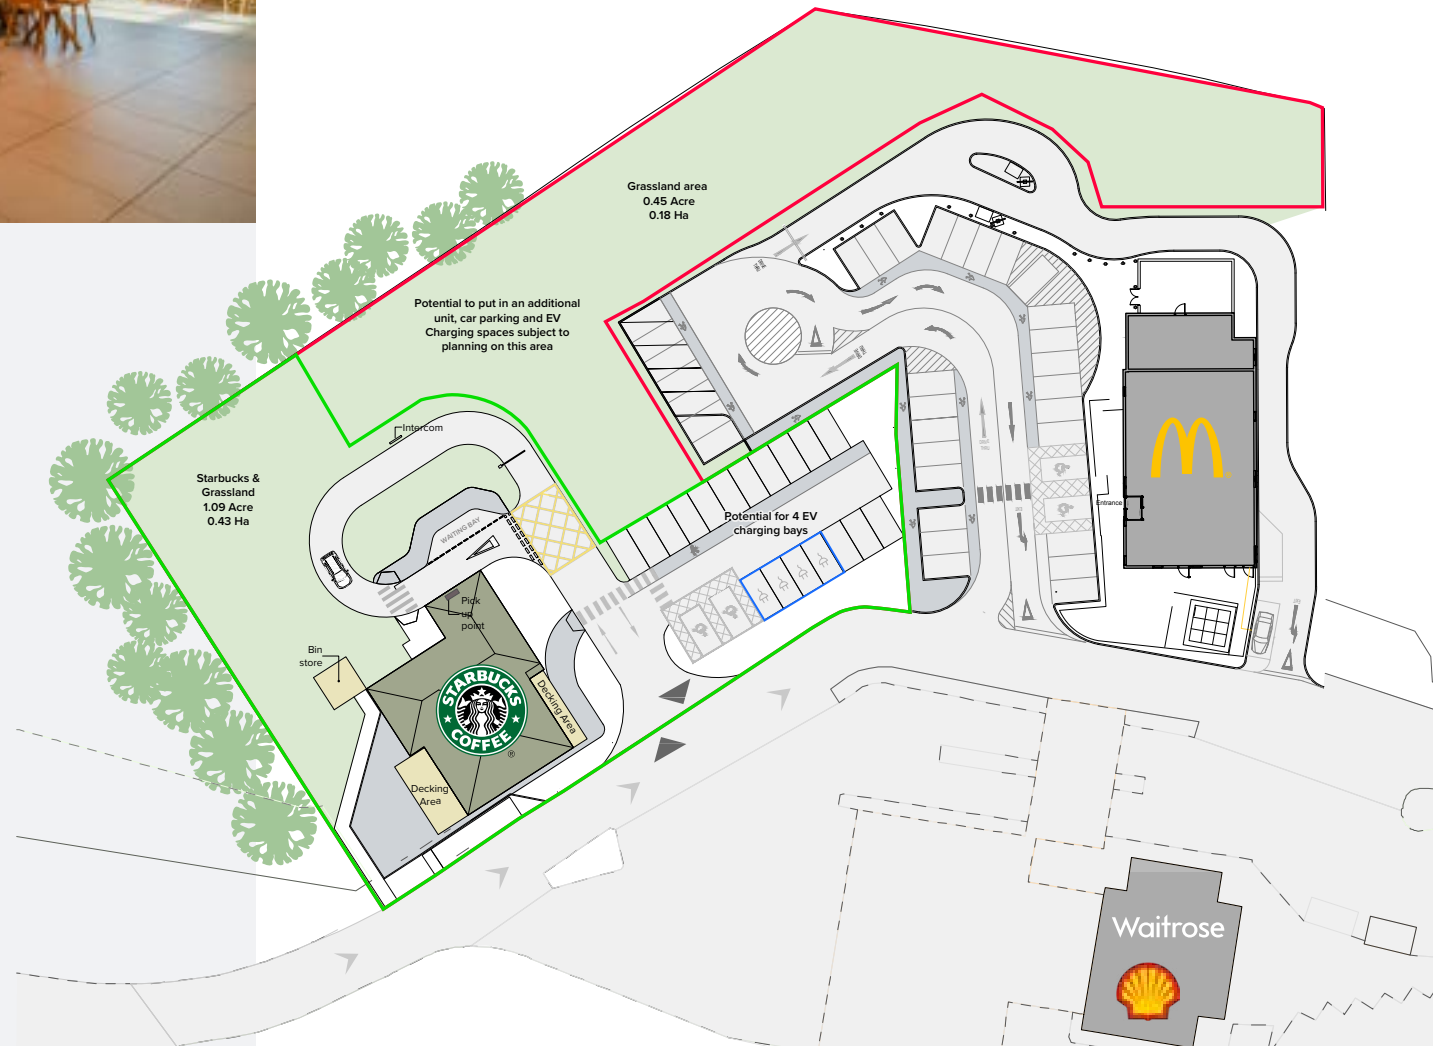 Grassland area
0.45 Acre
0.18 Ha
Potential to put in an additional
unit, car parking and EV
Charging spaces subject to
planning on this area
Intercom
Starbucks &
Grassland
1.09 Acre
0.43 Ha
WAITING BAY
Potential for 4 EV
charging bays
Entrance
Pick
up
point
Bin
store
STARBUCKS
COFFEE
®
Decking Area
Decking
Area
Waitrose